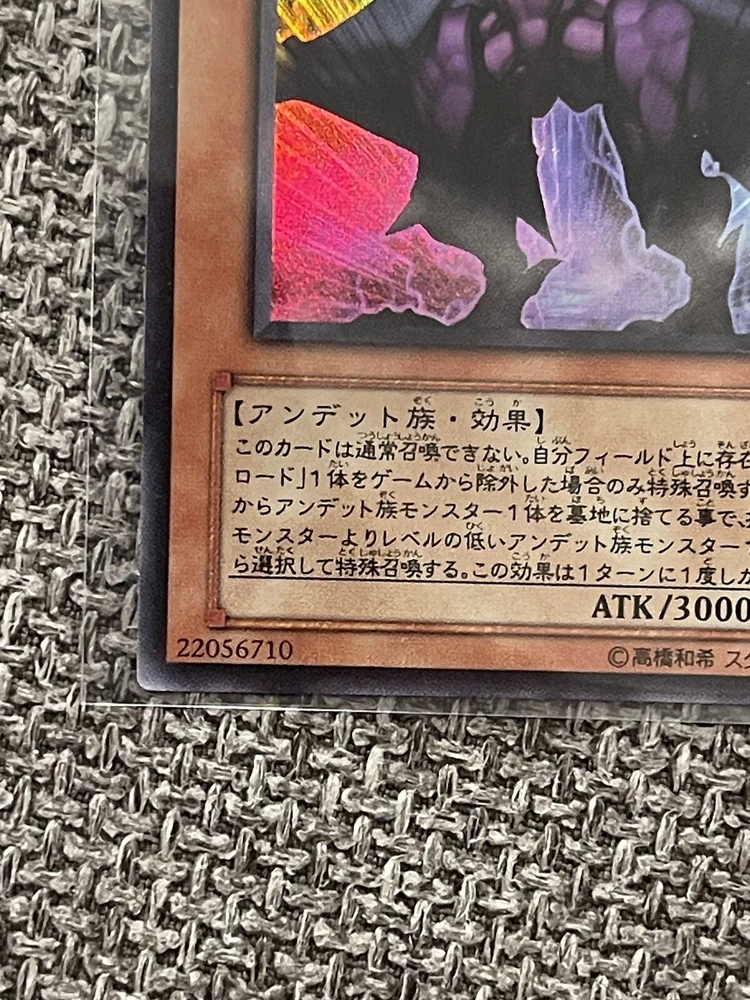 【アンデット族・効果】
このカードは通常召喚できない。自分フィールド上に存在
ロード」1体をゲームから除外した場合のみ特殊召喚す
からアンデット族モンスター1体を墓地に捨てる事で、
モンスターよりレベルの低いアンデット族モンスター1
ら選択して特殊召喚する。この効果は1ターンに1度しか
ATK/3000
22056710
©高橋和希 スタ